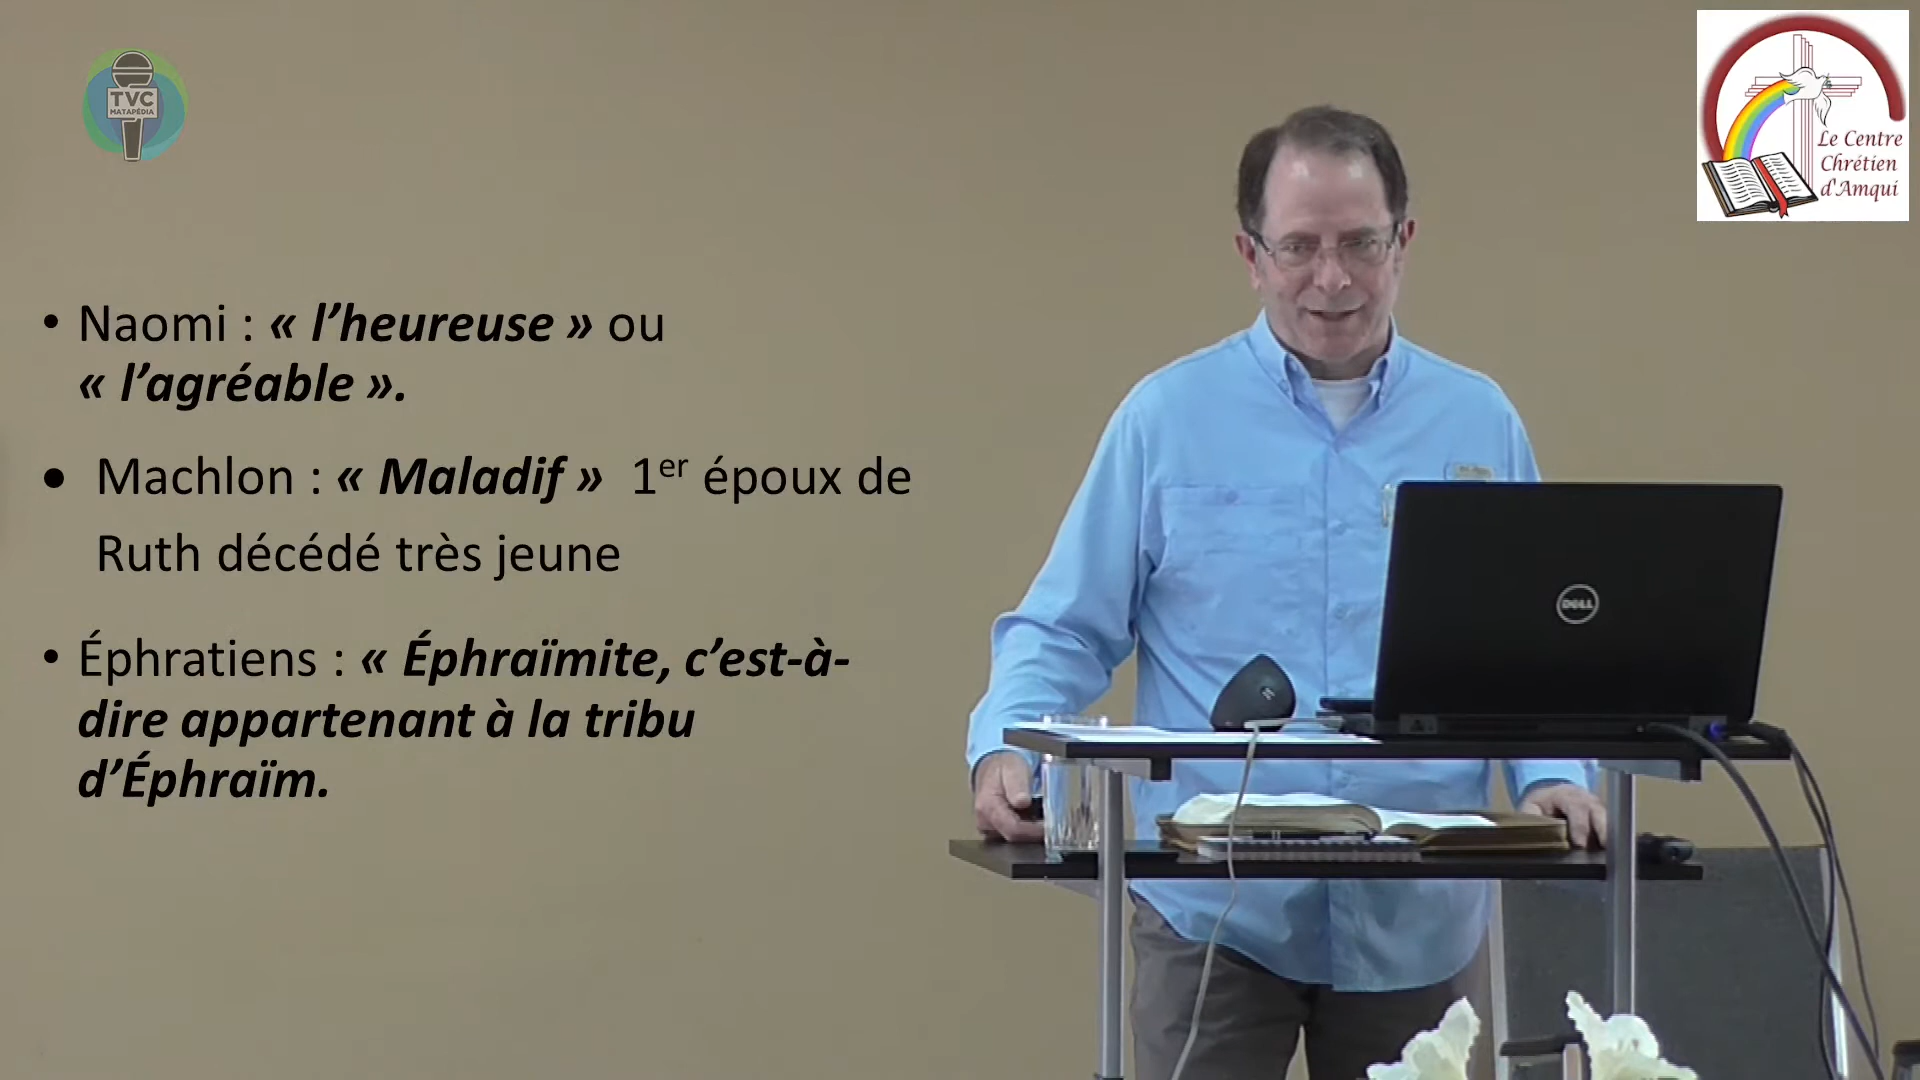 TVC
MATAPÉDIA
Le Centre
Chrétien
d'Amqui
• Naomi : « l’heureuse » ou
« l’agréable ».
• Machlon : « Maladif » 1er époux de
Ruth décédé très jeune
• Éphratiens : « Éphraïmite, c’est-à-
dire appartenant à la tribu
d’Éphraïm.
DELL